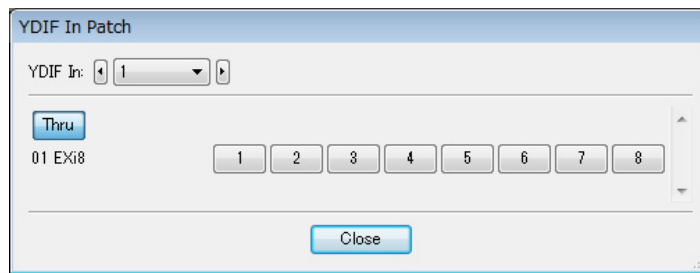 YDIF In Patch
YDIF In: 1
Thru
01 EXi8 1 2 3 4 5 6 7 8
Close